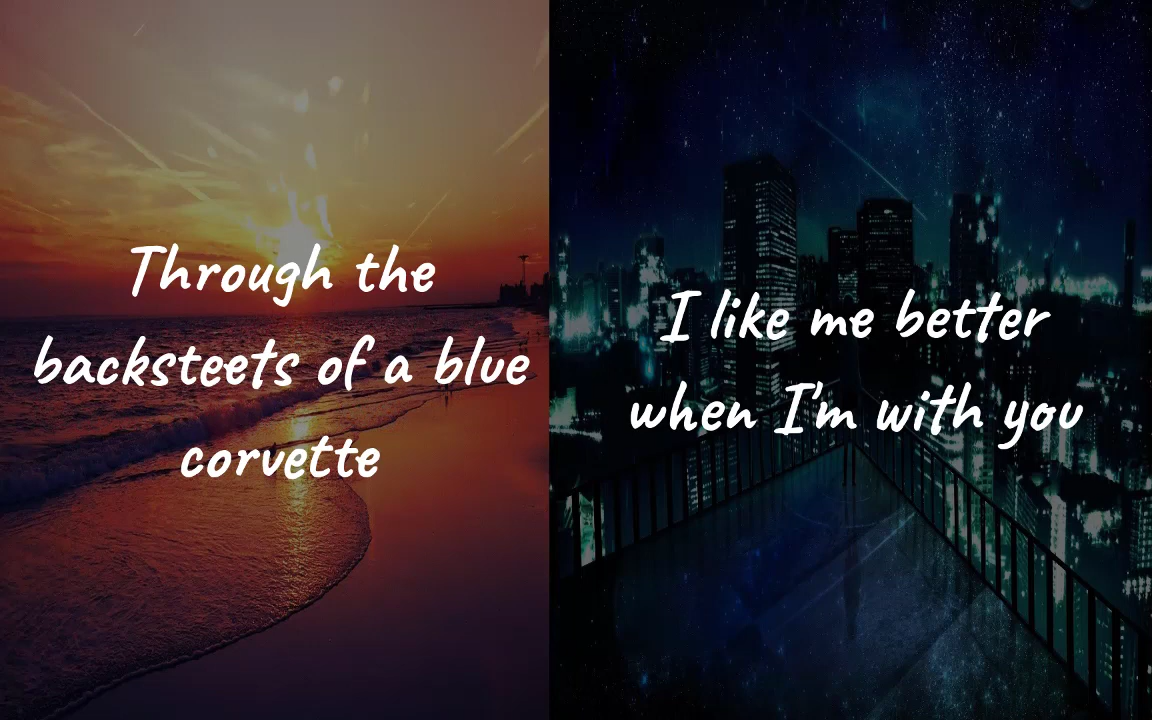 Through the
backsteets of a blue
corvette
I like me better
when I'm with you